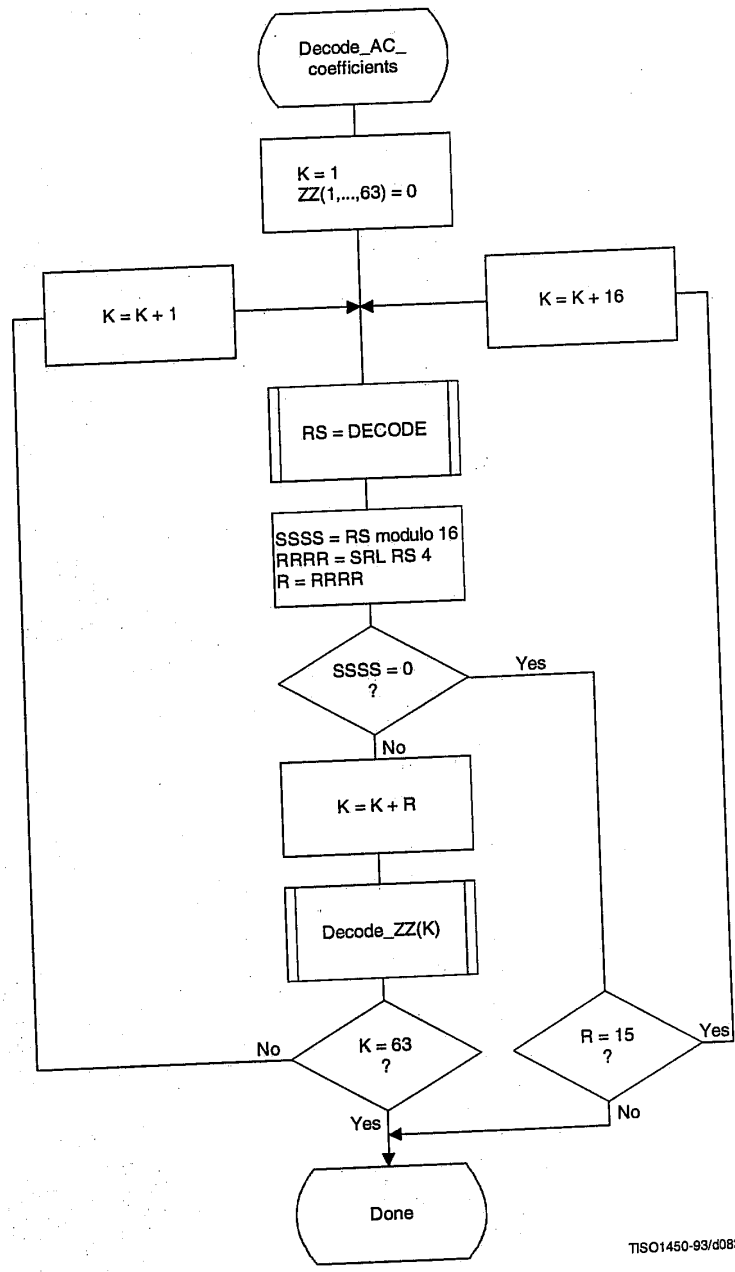 Decode_AC_
coefficients
K = 1
ZZ(1,...,63) = 0
K = K + 1
K = K + 16
RS = DECODE
SSSS = RS modulo 16
RRRR = SRL RS 4
R = RRRR
SSSS = 0
?
Yes
No
K = K + R
Decode_ZZ(K)
K = 63
?
No
Yes
R = 15
?
Yes
No
Done